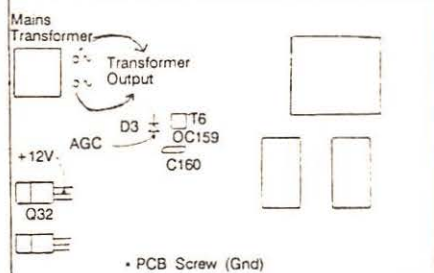 Mains
Transformer
Transformer
Output
D3
T6
OC159
AGC
C160
+12V
Q32
• PCB Screw (Gnd)